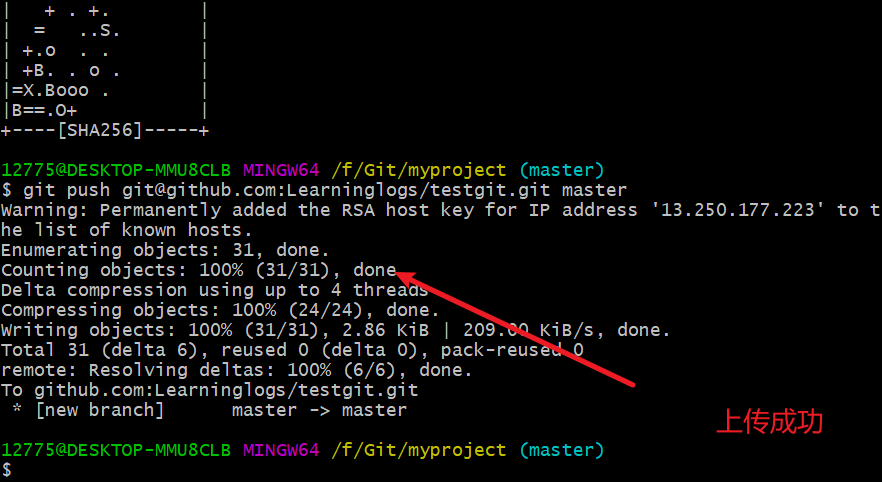 |   + . +.        |
|  =   ..S.       |
| +.o  . .        |
| +B. . o .       |
|=X.Booo .        |
|B==.O+           |
+----[SHA256]-----+
12775@DESKTOP-MMU8CLB MINGW64 /f/Git/myproject (master)
$ git push git@github.com:Learninglogs/testgit.git master
Warning: Permanently added the RSA host key for IP address '13.250.177.223' to t
he list of known hosts.
Enumerating objects: 31, done.
Counting objects: 100% (31/31), done
Delta compression using up to 4 threads
Compressing objects: 100% (24/24), done.
Writing objects: 100% (31/31), 2.86 KiB | 209.00 KiB/s, done.
Total 31 (delta 6), reused 0 (delta 0), pack-reused 0
remote: Resolving deltas: 100% (6/6), done.
To github.com:Learninglogs/testgit.git
 * [new branch]      master -> master
上传成功
12775@DESKTOP-MMU8CLB MINGW64 /f/Git/myproject (master)
$